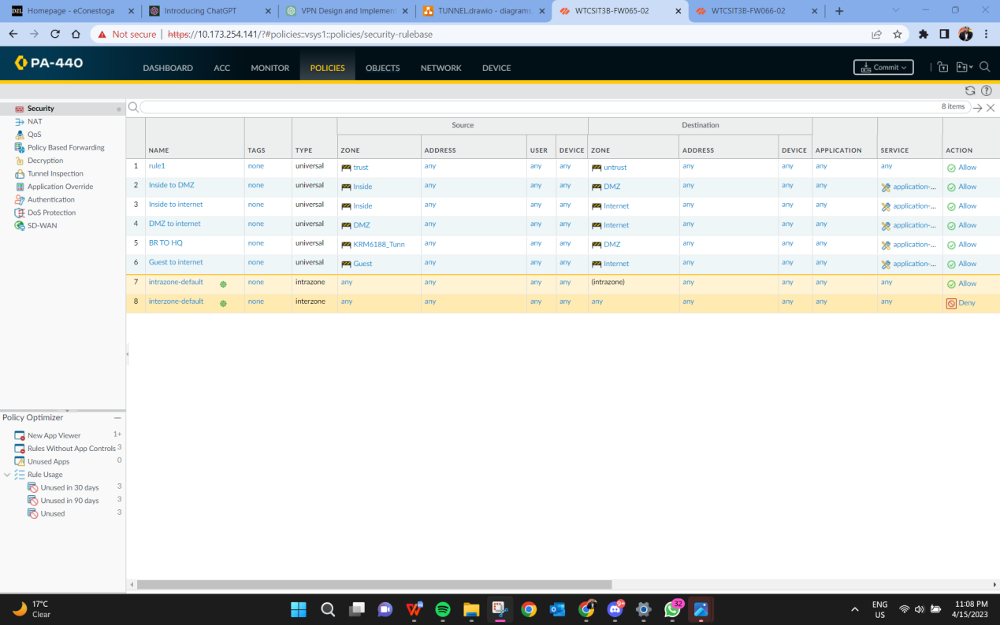 DZL Homepage - eConestoga Introducing ChatGPT VPN Design and Implemen TUNNEL.drawio - diagrams. WTCSIT3B-FW065-02 WTCSIT3B-FW066-02
Not secure | https://10.173.254.141/?#policies::vsys1::policies/security-rulebase
PA-440 DASHBOARD ACC MONITOR POLICIES OBJECTS NETWORK DEVICE Commit
8 items
Security
NAT
QoS
Policy Based Forwarding
Decryption
Tunnel Inspection
Application Override
Authentication
DoS Protection
SD-WAN
Source Destination
NAME TAGS TYPE ZONE ADDRESS USER DEVICE ZONE ADDRESS DEVICE APPLICATION SERVICE ACTION
1 rule1 none universal trust any any any untrust any any any any Allow
2 Inside to DMZ none universal Inside any any any DMZ any any any application-... Allow
3 Inside to internet none universal Inside any any any Internet any any any application-... Allow
4 DMZ to internet none universal DMZ any any any Internet any any any application-... Allow
5 BR TO HQ none universal KRM6188_Tunn any any any DMZ any any any application-... Allow
6 Guest to internet none universal Guest any any any Internet any any any application-... Allow
7 intrazone-default none intrazone any any any any (intrazone) any any any any Allow
8 interzone-default none interzone any any any any any any any any any Deny
Policy Optimizer
New App Viewer 1+
Rules Without App Controls 3
Unused Apps 0
Rule Usage
Unused in 30 days 3
Unused in 90 days 3
Unused 3
17°C
Clear
9+
32
ENG
US
11:08 PM
4/15/2023